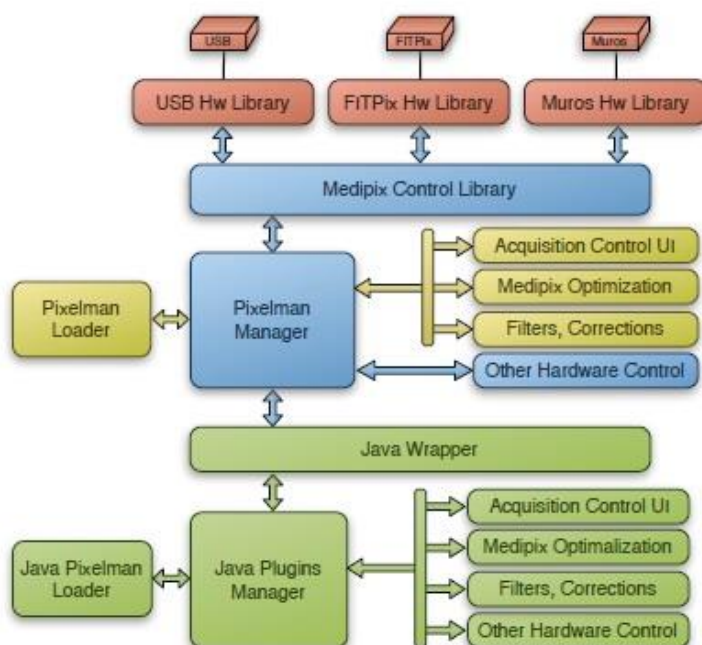 USB
FITPix
Muros
USB Hw Library
FITPix Hw Library
Muros Hw Library
Medipix Control Library
Acquisition Control UI
Pixelman
Loader
Pixelman
Manager
Medipix Optimization
Filters, Corrections
Other Hardware Control
Java Wrapper
Acquisition Control UI
Java Pixelman
Loader
Java Plugins
Manager
Medipix Optimalization
Filters, Corrections
Other Hardware Control